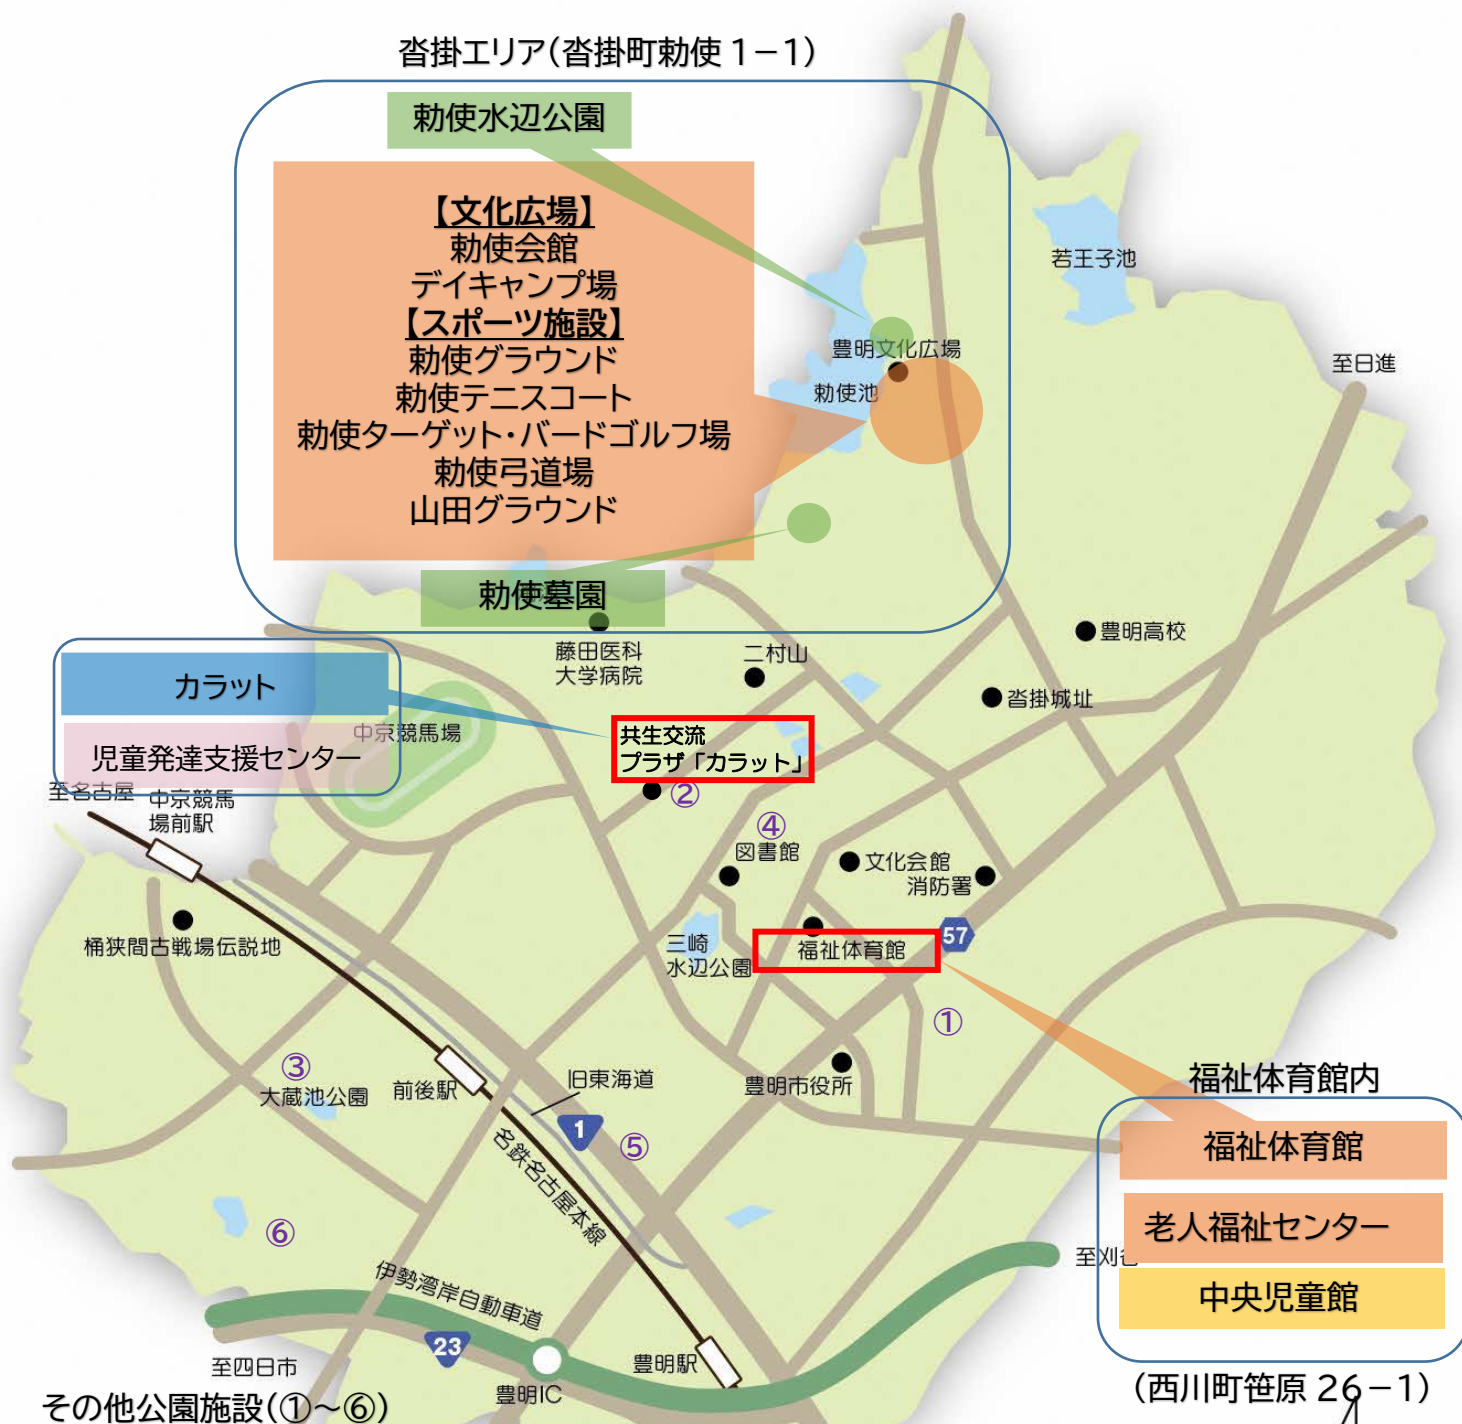 沓掛エリア(沓掛町勅使1－1)
勅使水辺公園
【文化広場】
勅使会館
デイキャンプ場
【スポーツ施設】
勅使グラウンド
勅使テニスコート
勅使ターゲット・バードゴルフ場
勅使弓道場
山田グラウンド
勅使墓園
若王子池
豊明文化広場
勅使池
至日進
藤田医科
大学病院
二村山
豊明高校
沓掛城址
カラット
児童発達支援センター
中京競馬場
共生交流
プラザ「カラット」
②
④
至名古屋
中京競馬
場前駅
図書館
文化会館
消防署
桶狭間古戦場伝説地
三崎
水辺公園
福祉体育館
57
①
③
大蔵池公園
前後駅
旧東海道
豊明市役所
1
⑤
名鉄名古屋本線
⑥
福祉体育館内
福祉体育館
老人福祉センター
中央児童館
(西川町笹原 26－1)
至刈谷
伊勢湾岸自動車道
23
至四日市
豊明IC
豊明駅
その他公園施設(①～⑥)
4